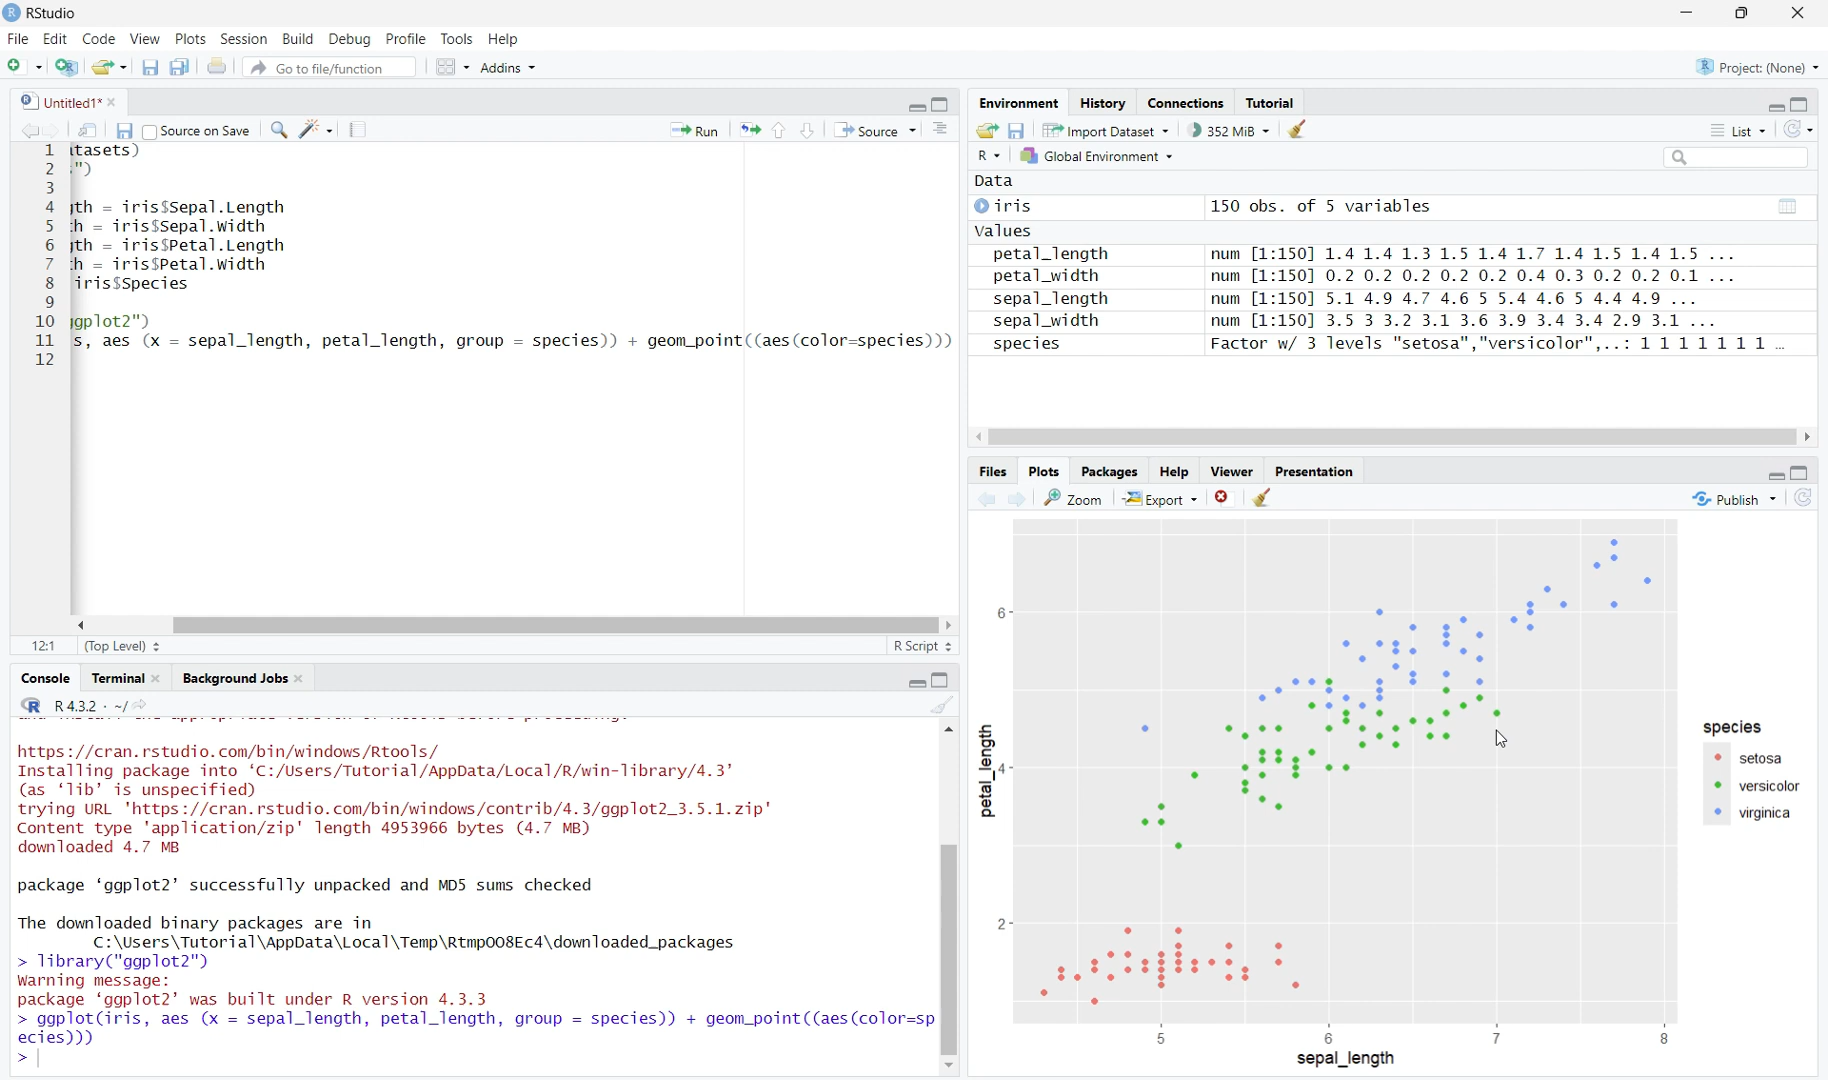 RStudio
File Edit Code View Plots Session Build Debug Profile Tools Help
Go to file/function Addins Project: (None)
Untitled1*
Source on Save Run Source
1 tasets)
2 ")
3
4 gth = iris$Sepal.Length
5 h = iris$Sepal.Width
6 gth = iris$Petal.Length
7 h = iris$Petal.Width
8 iris$Species
9
10 ggplot2")
11 s, aes (x = sepal_length, petal_length, group = species)) + geom_point((aes(color=species)))
12
12:1 (Top Level) R Script
Console Terminal Background Jobs
R 4.3.2 · ~/
https://cran.rstudio.com/bin/windows/Rtools/
Installing package into ‘C:/Users/Tutorial/AppData/Local/R/win-library/4.3’
(as ‘lib’ is unspecified)
trying URL 'https://cran.rstudio.com/bin/windows/contrib/4.3/ggplot2_3.5.1.zip'
Content type 'application/zip' length 4953966 bytes (4.7 MB)
downloaded 4.7 MB
package ‘ggplot2’ successfully unpacked and MD5 sums checked
The downloaded binary packages are in
C:\Users\Tutorial\AppData\Local\Temp\RtmpOO8Ec4\downloaded_packages
> library("ggplot2")
Warning message:
package ‘ggplot2’ was built under R version 4.3.3
> ggplot(iris, aes (x = sepal_length, petal_length, group = species)) + geom_point((aes(color=sp
ecies)))
>
Environment History Connections Tutorial
Import Dataset 352 MiB List
R Global Environment
Data
iris 150 obs. of 5 variables
Values
petal_length num [1:150] 1.4 1.4 1.3 1.5 1.4 1.7 1.4 1.5 1.4 1.5 ...
petal_width num [1:150] 0.2 0.2 0.2 0.2 0.2 0.4 0.3 0.2 0.2 0.1 ...
sepal_length num [1:150] 5.1 4.9 4.7 4.6 5 5.4 4.6 5 4.4 4.9 ...
sepal_width num [1:150] 3.5 3 3.2 3.1 3.6 3.9 3.4 3.4 2.9 3.1 ...
species Factor w/ 3 levels "setosa","versicolor",..: 1 1 1 1 1 1 1 …
Files Plots Packages Help Viewer Presentation
Zoom Export Publish
6
4
2
petal_length
5 6 7 8
sepal_length
species
setosa
versicolor
virginica